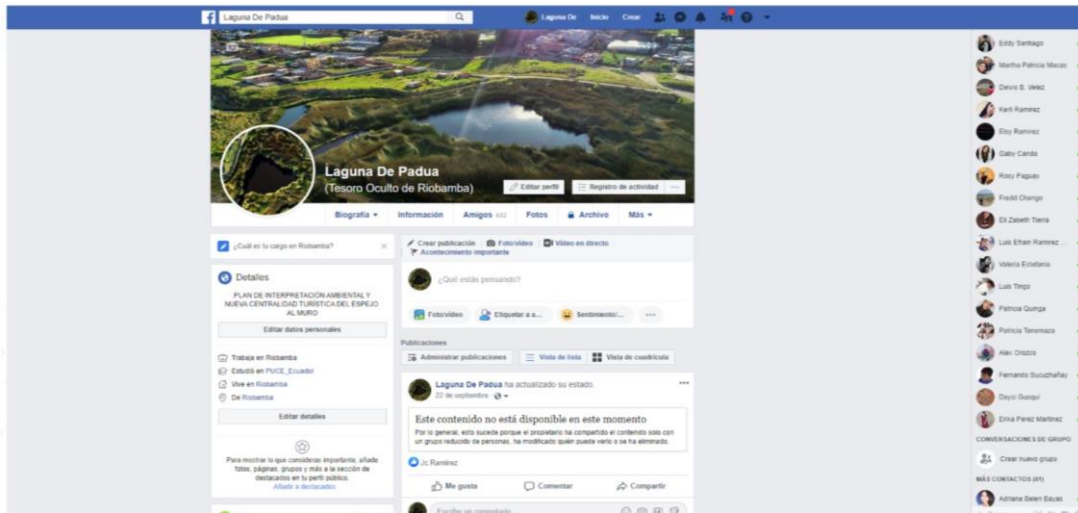 Laguna De Padua
Laguna De Inicio Crear
Laguna De Padua
(Tesoro Oculto de Riobamba)
Editar perfil
Registro de actividad
Biografía
Información
Amigos 632
Fotos
Archivo
Más
¿Cuál es tu cargo en Riobamba?
Detalles
PLAN DE INTERPRETACIÓN AMBIENTAL Y
NUEVA CENTRALIDAD TURÍSTICA DEL ESPEJO
AL MURO
Editar datos personales
Trabaja en Riobamba
Estudió en PUCE_Ecuador
Vive en Riobamba
De Riobamba
Editar detalles
Para mostrar lo que consideras importante, añade
fotos, páginas, grupos y más a la sección de
destacados en tu perfil público.
Añadir a destacados
Crear publicación
Foto/vídeo
Vídeo en directo
Acontecimiento importante
¿Qué estás pensando?
Foto/vídeo
Etiquetar a a...
Sentimiento/...
Publicaciones
Administrar publicaciones
Vista de lista
Vista de cuadrícula
Laguna De Padua ha actualizado su estado.
22 de septiembre
Este contenido no está disponible en este momento
Por lo general, esto sucede porque el propietario ha compartido el contenido solo con
un grupo reducido de personas, ha modificado quién puede verlo o se ha eliminado.
Jc Ramirez
Me gusta
Comentar
Compartir
Escribe un comentario...
Eddy Santiago
Martha Patricia Macas
Deivis B. Velez
Karli Ramirez
Elsy Ramirez
Gaby Cando
Rosy Paguay
Fredd Chango
Eli Zabeth Tierra
Luis Efrain Ramirez ...
Valeria Estefania
Luis Tingo
Patricia Quinga
Patricia Tenemaza
Alex Orozco
Fernando Sucuzhañay
Deysi Guaqui
Erika Perez Martinez
CONVERSACIONES DE GRUPO
Crear nuevo grupo
MÁS CONTACTOS (81)
Adriana Belen Bayas